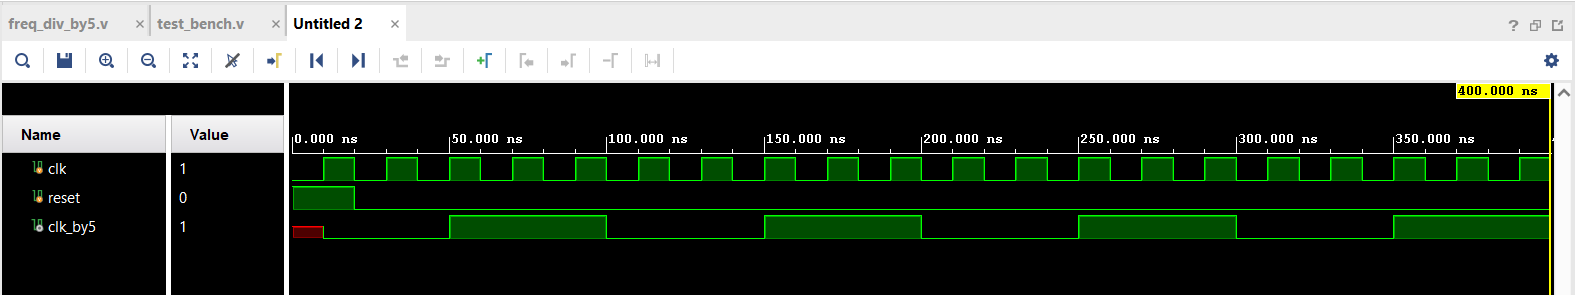 freq_div_by5.v × test_bench.v × Untitled 2 ×
?
400.000 ns
Name Value
0.000 ns 50.000 ns 100.000 ns 150.000 ns 200.000 ns 250.000 ns 300.000 ns 350.000 ns
clk 1
reset 0
clk_by5 1